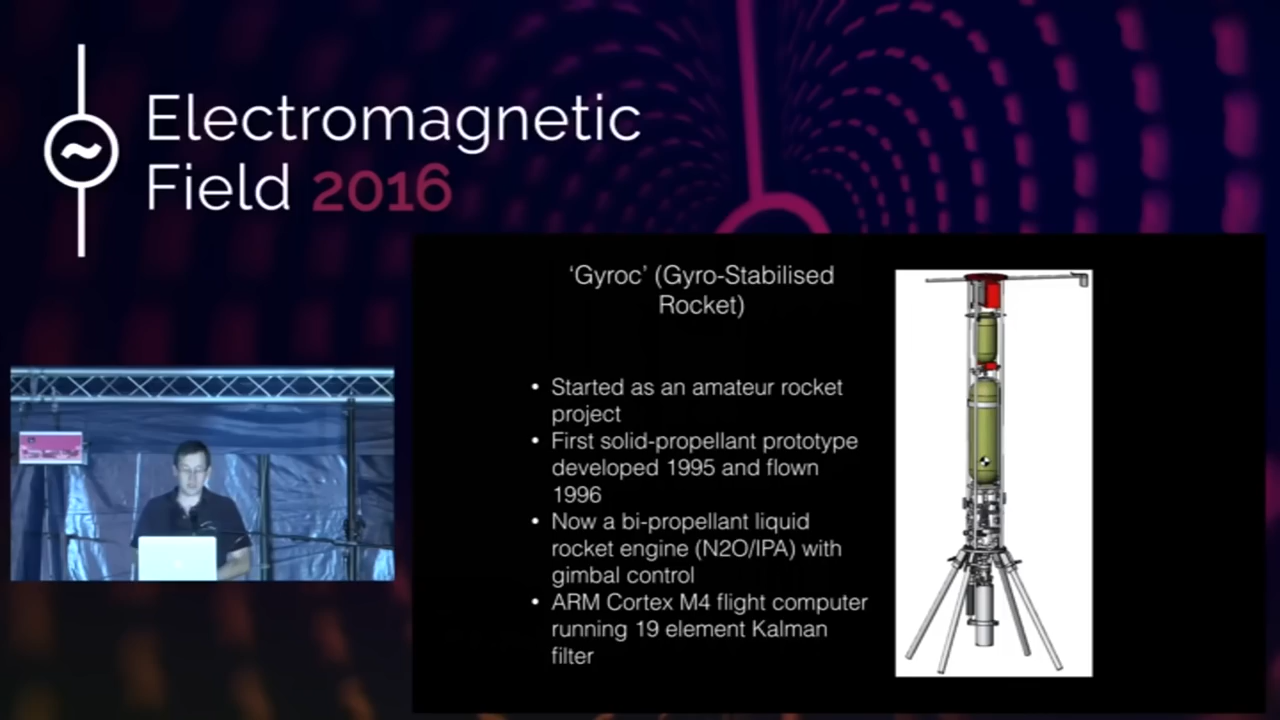 Electromagnetic
Field 2016
‘Gyroc’ (Gyro-Stabilised
Rocket)
• Started as an amateur rocket
project
• First solid-propellant prototype
developed 1995 and flown
1996
• Now a bi-propellant liquid
rocket engine (N2O/IPA) with
gimbal control
• ARM Cortex M4 flight computer
running 19 element Kalman
filter